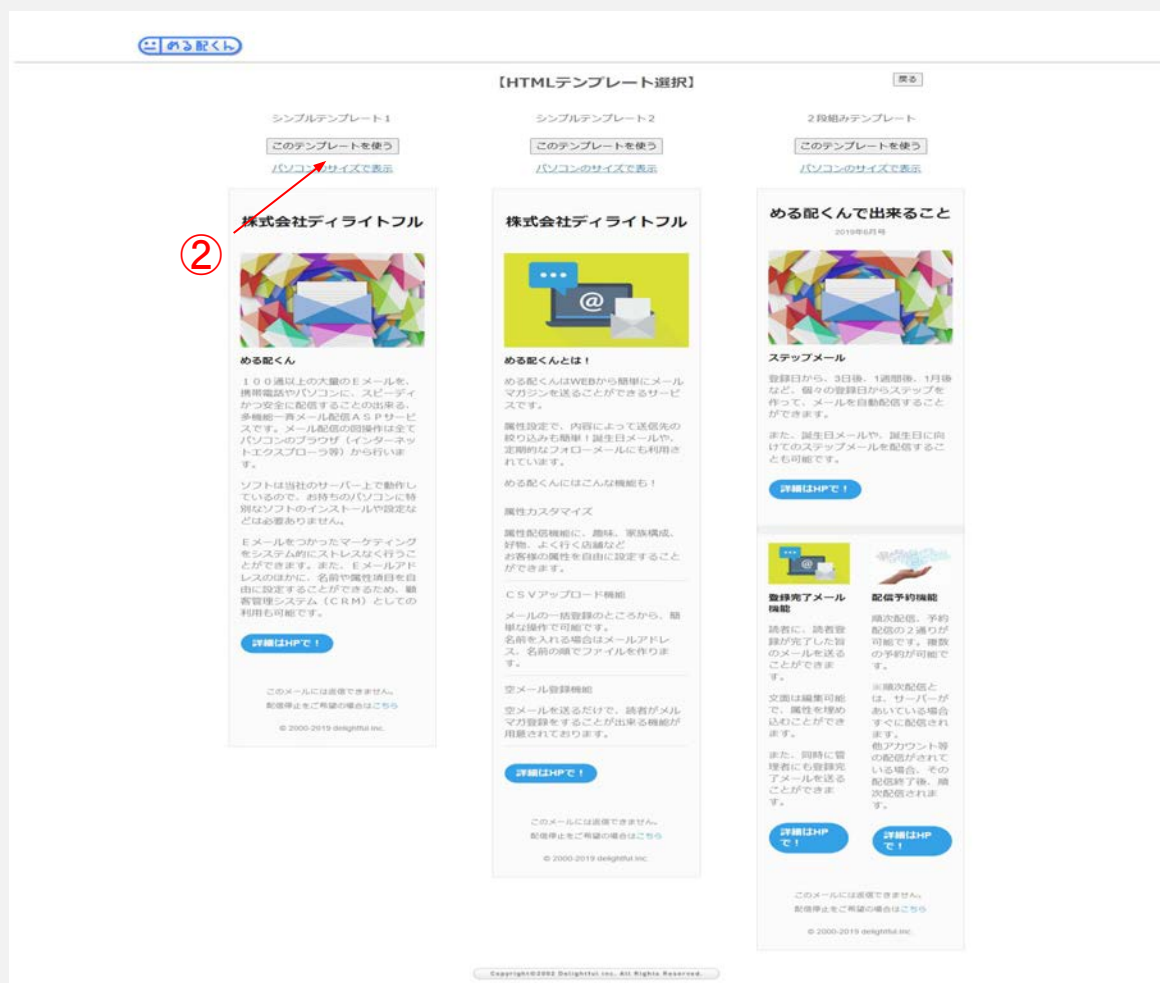 める配くん
【HTMLテンプレート選択】
戻る
シンプルテンプレート1
このテンプレートを使う
パソコンのサイズで表示
②
株式会社ディライトフル
める配くん
１００通以上の大量のＥメールを、
携帯電話やパソコンに、スピーディ
かつ安全に配信することの出来る、
多機能一斉メール配信ＡＳＰサービ
スです。メール配信の回操作は全て
パソコンのブラウザ（インターネッ
トエクスプローラ等）から行いま
す。
ソフトは当社のサーバー上で動作し
ているので、お持ちのパソコンに特
別なソフトのインストールや設定な
どは必要ありません。
Ｅメールをつかったマーケティング
をシステム的にストレスなく行うこ
とができます。また、Ｅメールアド
レスのほかに、名前や属性項目を自
由に設定することができるため、顧
客管理システム（ＣＲＭ）としての
利用も可能です。
詳細はHPで！
このメールには返信できません。
配信停止をご希望の場合はこちら
© 2000-2019 delightful inc.
シンプルテンプレート2
このテンプレートを使う
パソコンのサイズで表示
株式会社ディライトフル
@
める配くんとは！
める配くんはWEBから簡単にメール
マガジンを送ることができるサービ
スです。
属性設定で、内容によって送信先の
絞り込みも簡単！誕生日メールや、
定期的なフォローメールにも利用さ
れています。
める配くんにはこんな機能も！
属性カスタマイズ
属性配信機能に、趣味、家族構成、
好物、よく行く店舗など
お客様の属性を自由に設定すること
ができます。
ＣＳＶアップロード機能
メールの一括登録のところから、簡
単な操作で可能です。
名前を入れる場合はメールアドレ
ス、名前の順でファイルを作りま
す。
空メール登録機能
空メールを送るだけで、読者がメル
マガ登録をすることが出来る機能が
用意されております。
詳細はHPで！
このメールには返信できません。
配信停止をご希望の場合はこちら
© 2000-2019 delightful inc.
２段組みテンプレート
このテンプレートを使う
パソコンのサイズで表示
める配くんで出来ること
2019年6月号
ステップメール
登録日から、3日後、1週間後、1月後
など、個々の登録日からステップを
作って、メールを自動配信すること
ができます。
また、誕生日メールや、誕生日に向
けてのステップメールを配信するこ
とも可能です。
詳細はHPで！
@
登録完了メール
機能
読者に、読者登
録が完了した旨
のメールを送る
ことができま
す。
文面は編集可能
で、属性を埋め
込むことができ
ます。
また、同時に管
理者にも登録完
了メールを送る
ことができま
す。
詳細はHP
で！
配信予約機能
順次配信、予約
配信の２通りが
可能です。複数
の予約が可能で
す。
※順次配信と
は、サーバーが
あいている場合
すぐに配信され
ます。
他アカウント等
の配信がされて
いる場合、その
配信終了後、順
次配信されま
す。
詳細はHP
で！
このメールには返信できません。
配信停止をご希望の場合はこちら
© 2000-2019 delightful inc.
Copyright©2002 Delightful inc. All Rights Reserved.